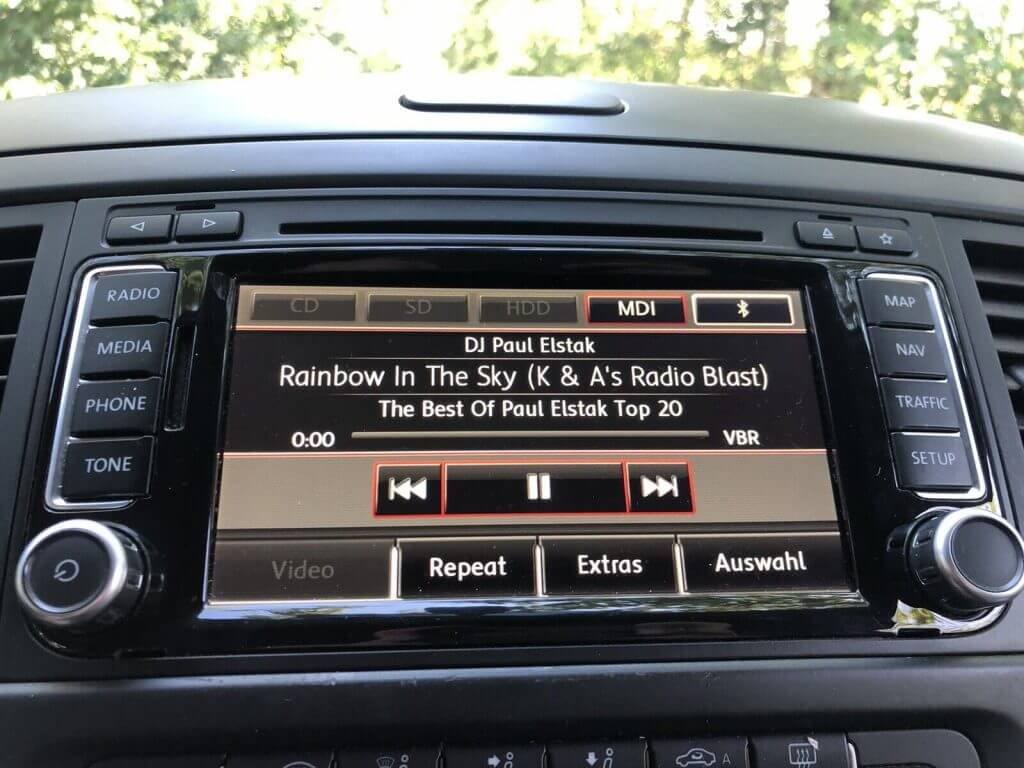 RADIO
MEDIA
PHONE
TONE
CD SD HDD MDI
DJ Paul Elstak
Rainbow In The Sky (K & A's Radio Blast)
The Best Of Paul Elstak Top 20
0:00 VBR
Video Repeat Extras Auswahl
MAP
NAV
TRAFFIC
SETUP
A